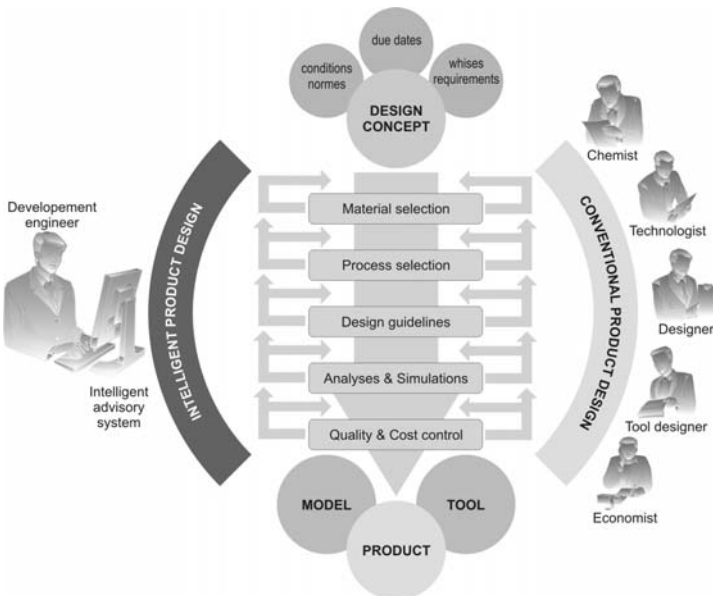 due dates
conditions
normes
whises
requirements
DESIGN
CONCEPT
Chemist
Technologist
Designer
Tool designer
Economist
CONVENTIONAL PRODUCT DESIGN
INTELLIGENT PRODUCT DESIGN
Developement
engineer
Intelligent
advisory
system
Material selection
Process selection
Design guidelines
Analyses & Simulations
Quality & Cost control
MODEL
TOOL
PRODUCT